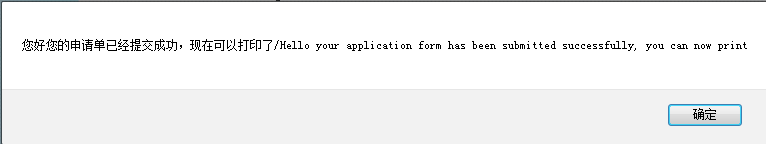 您好您的申请单已经提交成功，现在可以打印了/Hello your application form has been submitted successfully, you can now print
确定